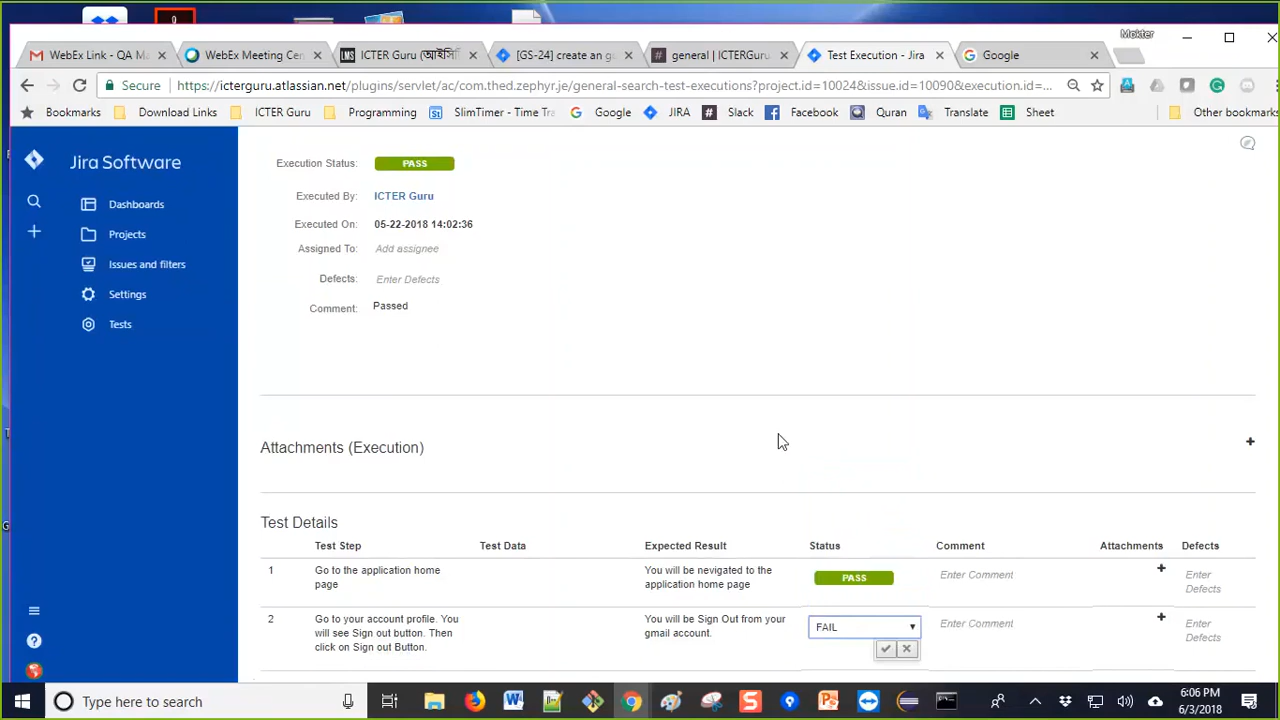 9
Mokter
WebEx Link - QA Ma
WebEx Meeting Cen
LMS ICTER Guru (আইসিটি
[GS-24] create an g
general | ICTERGuru
Test Execution - Jira
Google
Secure https://icterguru.atlassian.net/plugins/servlet/ac/com.thed.zephyr.je/general-search-test-executions?project.id=10024&issue.id=10090&execution.id=...
Bookmarks Download Links ICTER Guru Programming St SlimTimer - Time Tra Google JIRA Slack Facebook Quran Translate Sheet Other bookmarks
Jira Software
Dashboards
Projects
Issues and filters
Settings
Tests
Execution Status: PASS
Executed By: ICTER Guru
Executed On: 05-22-2018 14:02:36
Assigned To: Add assignee
Defects: Enter Defects
Comment: Passed
Attachments (Execution)
Test Details
Test Step Test Data Expected Result Status Comment Attachments Defects
1 Go to the application home You will be nevigated to the PASS Enter Comment Enter
page application home page Defects
2 Go to your account profile. You You will be Sign Out from your FAIL Enter Comment Enter
will see Sign out button. Then gmail account. Defects
click on Sign out Button.
Type here to search
6:06 PM
6/3/2018